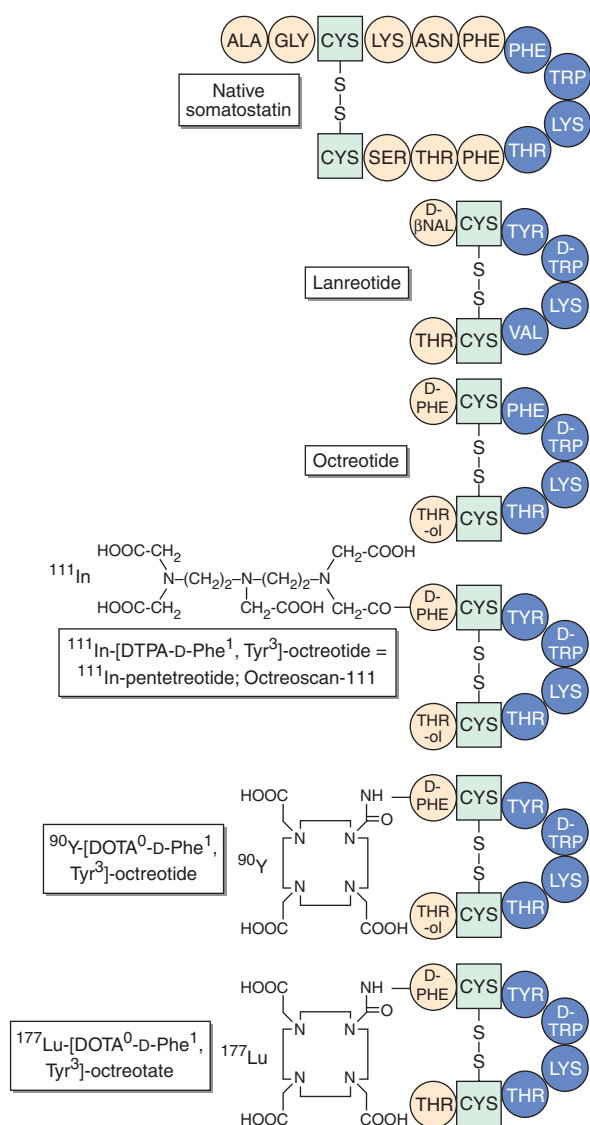 ALA GLY CYS LYS ASN PHE PHE
TRP
LYS
THR
S
S
Native
somatostatin
CYS SER THR PHE
D-
βNAL CYS TYR
D-
TRP
LYS
VAL
S
S
Lanreotide
THR CYS
D-
PHE CYS PHE
D-
TRP
LYS
THR
S
S
Octreotide
THR
-ol CYS
HOOC-CH₂
CH₂-COOH
¹¹¹In
N–(CH₂)₂–N–(CH₂)₂–N
HOOC-CH₂
CH₂-COOH
CH₂-CO
D-
PHE CYS TYR
D-
TRP
LYS
THR
S
S
¹¹¹In-[DTPA-D-Phe¹, Tyr³]-octreotide =
¹¹¹In-pentetreotide; Octreoscan-111
THR
-ol CYS
HOOC
NH
O
N N
N N
HOOC
COOH
D-
PHE CYS TYR
D-
TRP
LYS
THR
S
S
⁹⁰Y-[DOTA⁰-D-Phe¹,
Tyr³]-octreotide
⁹⁰Y
THR
-ol CYS
HOOC
NH
O
N N
N N
HOOC
COOH
D-
PHE CYS TYR
D-
TRP
LYS
THR
S
S
¹⁷⁷Lu-[DOTA⁰-D-Phe¹,
Tyr³]-octreotate
¹⁷⁷Lu
THR CYS